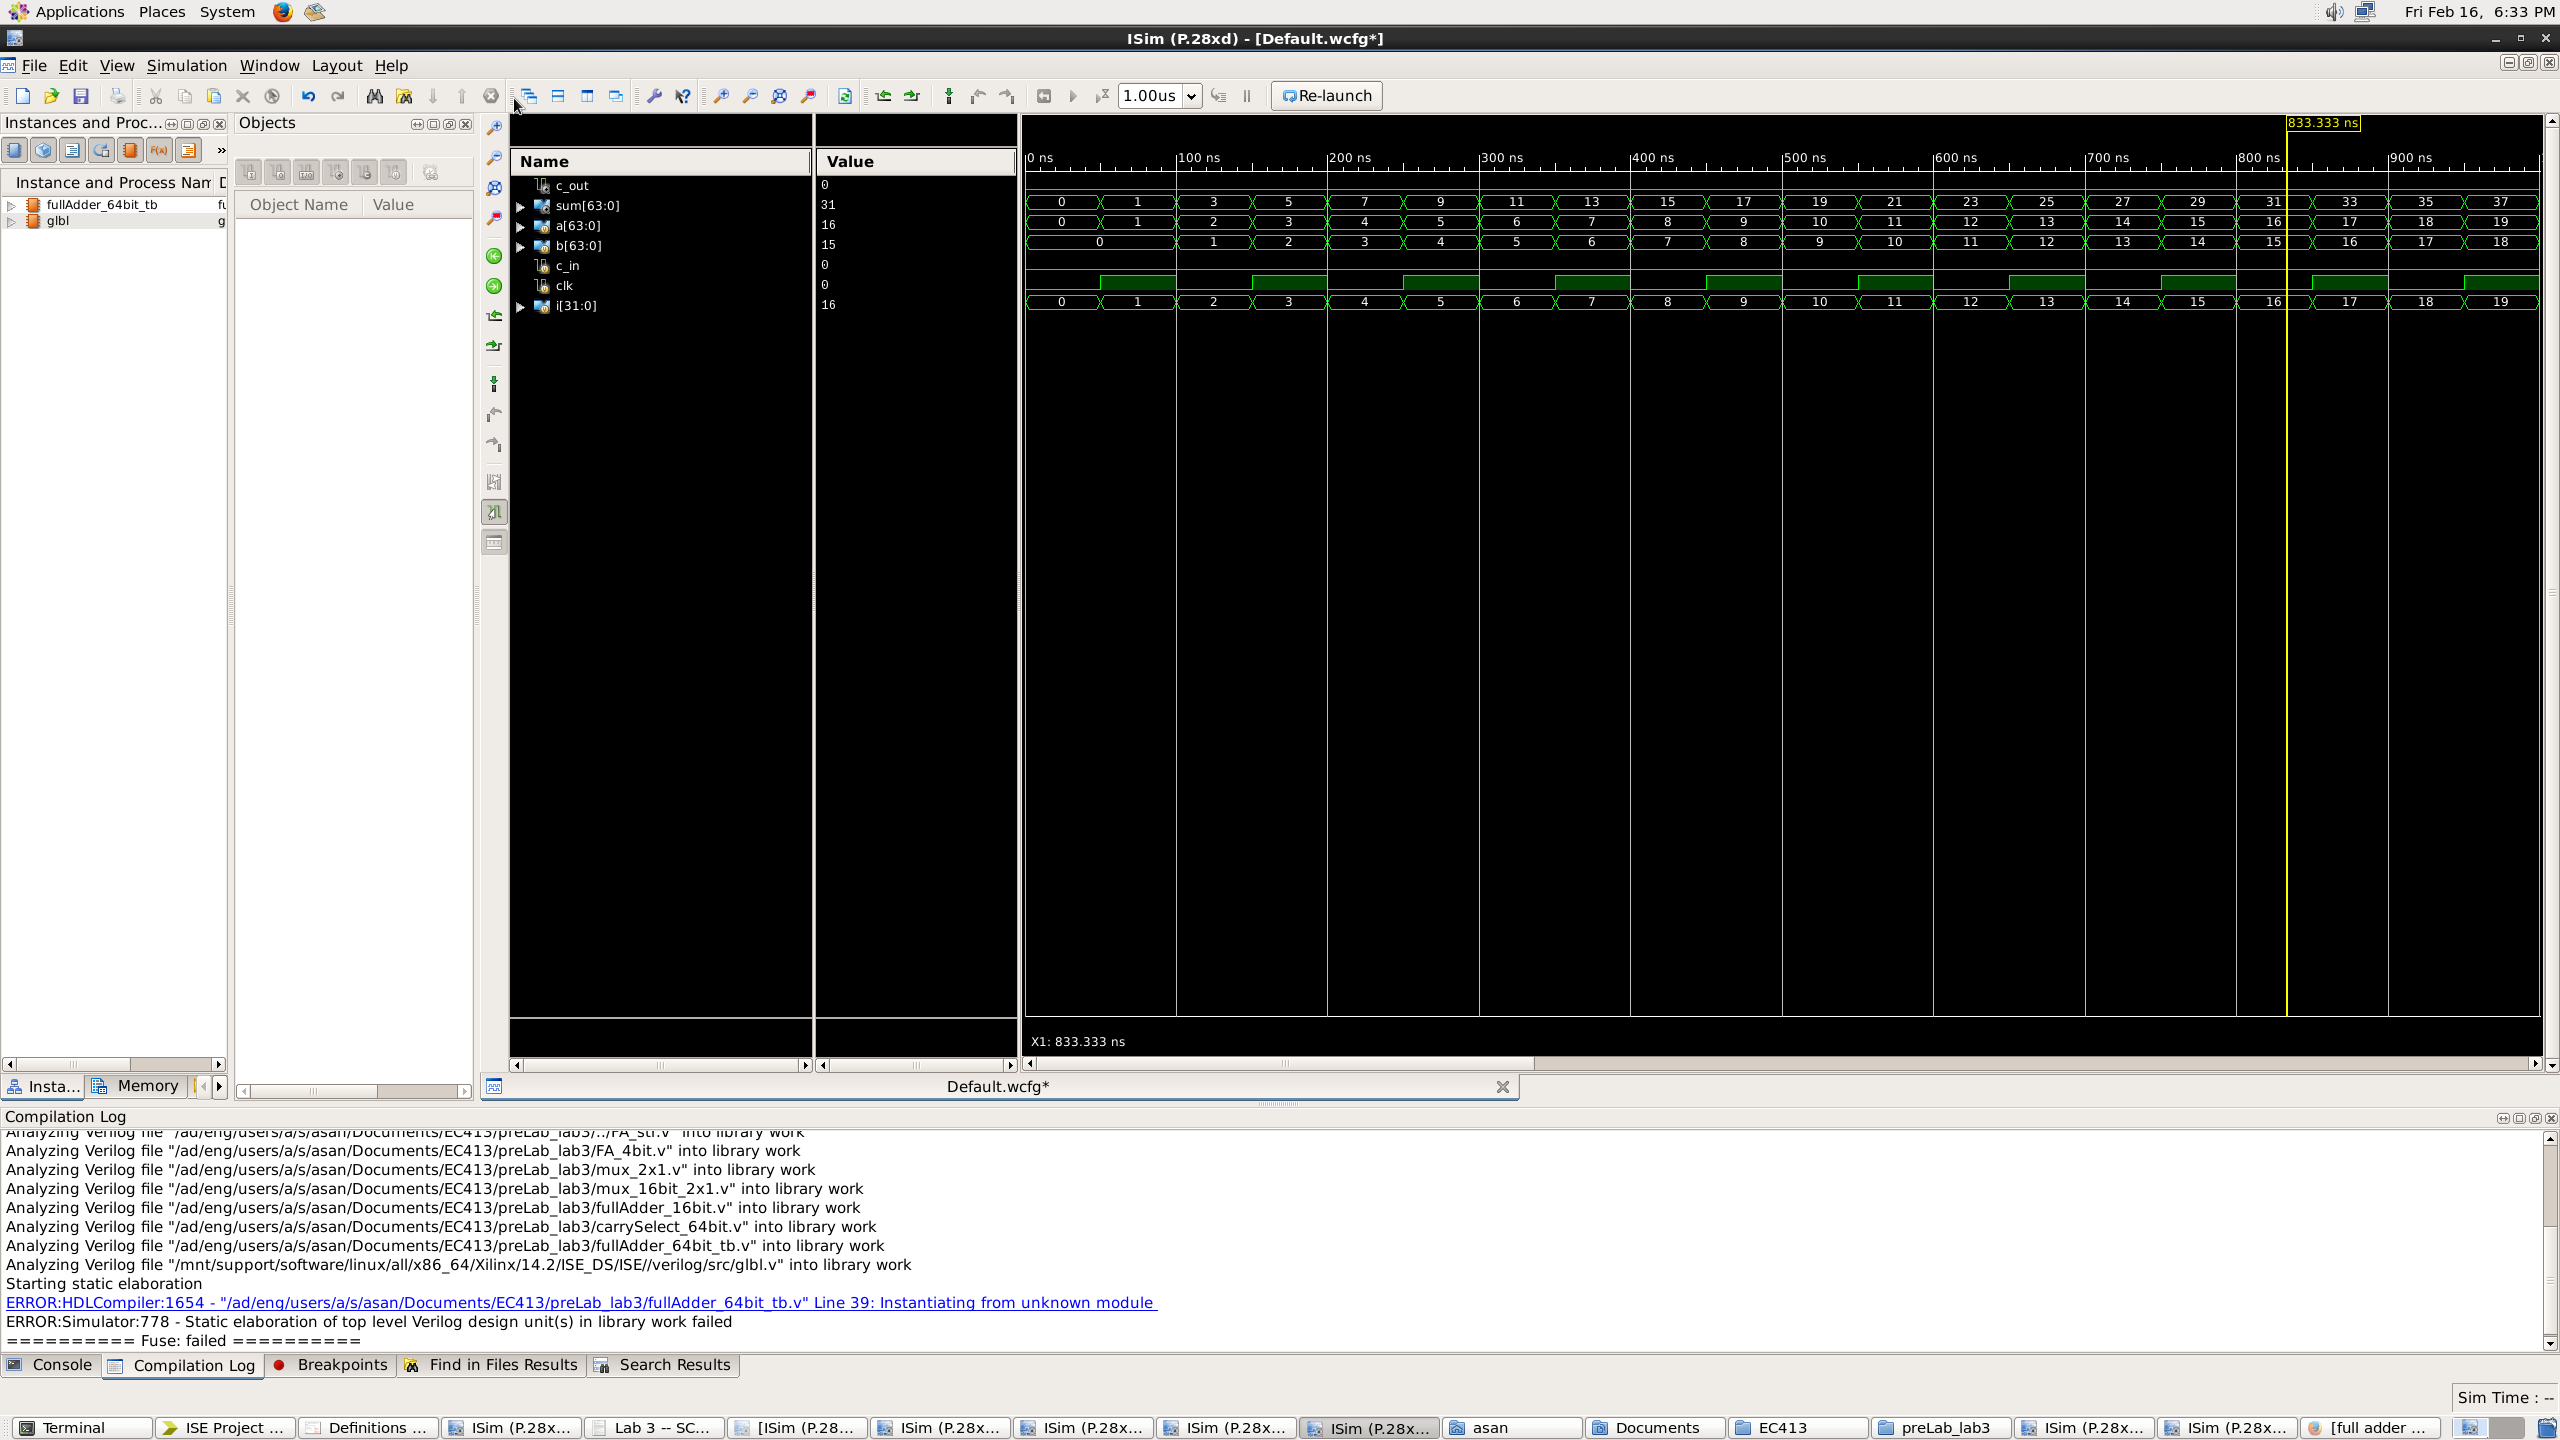 Applications Places System Fri Feb 16, 6:33 PM
ISim (P.28xd) - [Default.wcfg*]
File Edit View Simulation Window Layout Help
1.00us Re-launch
Instances and Proc... Objects
833.333 ns
Name Value 0 ns 100 ns 200 ns 300 ns 400 ns 500 ns 600 ns 700 ns 800 ns 900 ns
Instance and Process Nam D
Object Name Value
fullAdder_64bit_tb fu
glbl g
c_out 0
sum[63:0] 31 0 1 3 5 7 9 11 13 15 17 19 21 23 25 27 29 31 33 35 37
a[63:0] 16 0 1 2 3 4 5 6 7 8 9 10 11 12 13 14 15 16 17 18 19
b[63:0] 15 0 1 2 3 4 5 6 7 8 9 10 11 12 13 14 15 16 17 18
c_in 0
clk 0
i[31:0] 16 0 1 2 3 4 5 6 7 8 9 10 11 12 13 14 15 16 17 18 19
X1: 833.333 ns
Insta... Memory
Default.wcfg*
Compilation Log
Analyzing Verilog file "/ad/eng/users/a/s/asan/Documents/EC413/preLab_lab3/../FA_str.v" into library work
Analyzing Verilog file "/ad/eng/users/a/s/asan/Documents/EC413/preLab_lab3/FA_4bit.v" into library work
Analyzing Verilog file "/ad/eng/users/a/s/asan/Documents/EC413/preLab_lab3/mux_2x1.v" into library work
Analyzing Verilog file "/ad/eng/users/a/s/asan/Documents/EC413/preLab_lab3/mux_16bit_2x1.v" into library work
Analyzing Verilog file "/ad/eng/users/a/s/asan/Documents/EC413/preLab_lab3/fullAdder_16bit.v" into library work
Analyzing Verilog file "/ad/eng/users/a/s/asan/Documents/EC413/preLab_lab3/carrySelect_64bit.v" into library work
Analyzing Verilog file "/ad/eng/users/a/s/asan/Documents/EC413/preLab_lab3/fullAdder_64bit_tb.v" into library work
Analyzing Verilog file "/mnt/support/software/linux/all/x86_64/Xilinx/14.2/ISE_DS/ISE//verilog/src/glbl.v" into library work
Starting static elaboration
ERROR:HDLCompiler:1654 - "/ad/eng/users/a/s/asan/Documents/EC413/preLab_lab3/fullAdder_64bit_tb.v" Line 39: Instantiating from unknown module
ERROR:Simulator:778 - Static elaboration of top level Verilog design unit(s) in library work failed
========== Fuse: failed ==========
Console Compilation Log Breakpoints Find in Files Results Search Results
Sim Time : --
Terminal ISE Project ... Definitions ... ISim (P.28x... Lab 3 -- SC... [ISim (P.28... ISim (P.28x... ISim (P.28x... ISim (P.28x... ISim (P.28x... asan Documents EC413 preLab_lab3 ISim (P.28x... ISim (P.28x... [full adder ...